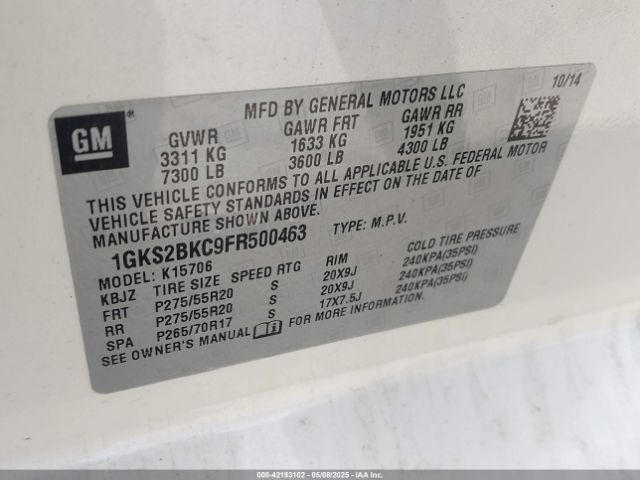 GM
®
10/14
MFD BY GENERAL MOTORS LLC
GVWR GAWR FRT GAWR RR
3311 KG 1633 KG 1951 KG
7300 LB 3600 LB 4300 LB
THIS VEHICLE CONFORMS TO ALL APPLICABLE U.S. FEDERAL MOTOR
VEHICLE SAFETY STANDARDS IN EFFECT ON THE DATE OF
MANUFACTURE SHOWN ABOVE.
1GKS2BKC9FR500463 TYPE: M.P.V.
MODEL: K15706
KBJZ TIRE SIZE SPEED RTG RIM COLD TIRE PRESSURE
FRT P275/55R20 S 20X9J 240KPA(35PSI)
RR P275/55R20 S 20X9J 240KPA(35PSI)
SPA P265/70R17 S 17X7.5J 240KPA(35PSI)
SEE OWNER'S MANUAL FOR MORE INFORMATION.
000-42193102 - 05/08/2025 - IAAI, Inc.